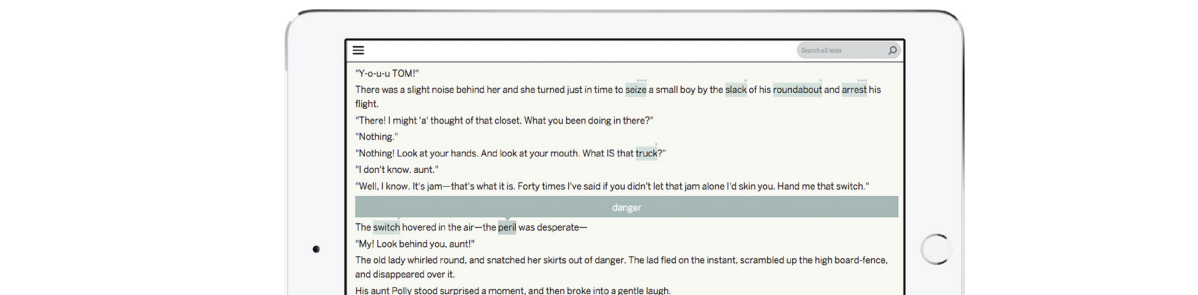 Search all texts
"Y-o-u-u TOM!"
There was a slight noise behind her and she turned just in time to seize a small boy by the slack of his roundabout and arrest his
flight.
"There! I might 'a' thought of that closet. What you been doing in there?"
"Nothing."
"Nothing! Look at your hands. And look at your mouth. What IS that truck?"
"I don't know, aunt."
"Well, I know. It's jam—that's what it is. Forty times I've said if you didn't let that jam alone I'd skin you. Hand me that switch."
danger
The switch hovered in the air—the peril was desperate—
"My! Look behind you, aunt!"
The old lady whirled round, and snatched her skirts out of danger. The lad fled on the instant, scrambled up the high board-fence,
and disappeared over it.
His aunt Polly stood surprised a moment, and then broke into a gentle laugh.